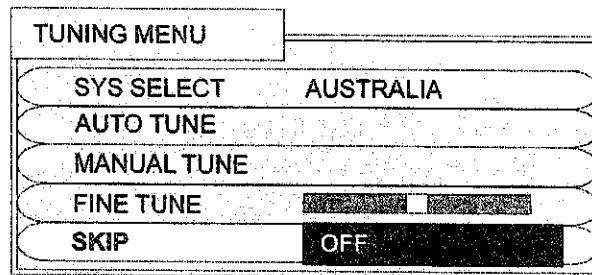 TUNING MENU
SYS SELECT AUSTRALIA
AUTO TUNE
MANUAL TUNE
FINE TUNE
SKIP OFF